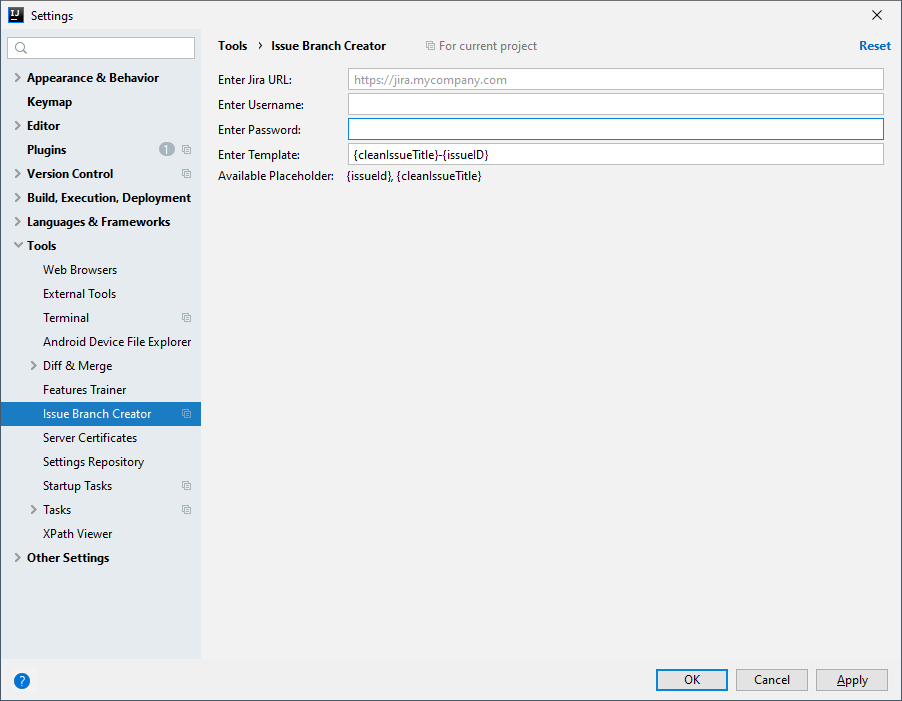 IJ Settings
Tools › Issue Branch Creator For current project Reset
Appearance & Behavior
Keymap
Editor
Plugins 1
Version Control
Build, Execution, Deployment
Languages & Frameworks
Tools
Web Browsers
External Tools
Terminal
Android Device File Explorer
Diff & Merge
Features Trainer
Issue Branch Creator
Server Certificates
Settings Repository
Startup Tasks
Tasks
XPath Viewer
Other Settings
Enter Jira URL: https://jira.mycompany.com
Enter Username:
Enter Password:
Enter Template: {cleanIssueTitle}-{issueID}
Available Placeholder: {issueId}, {cleanIssueTitle}
? OK Cancel Apply